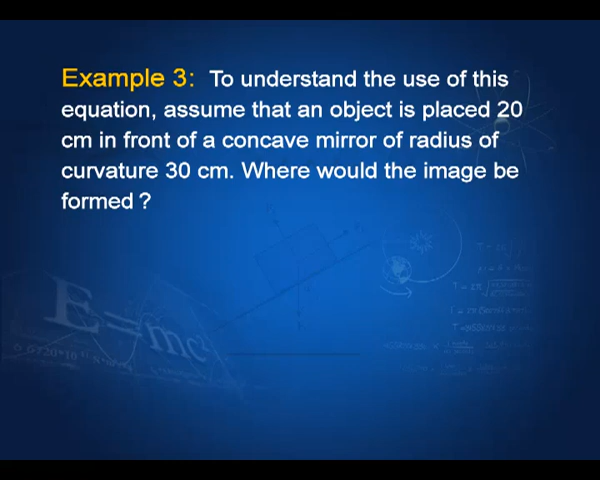 Example 3: To understand the use of this
equation, assume that an object is placed 20
cm in front of a concave mirror of radius of
curvature 30 cm. Where would the image be
formed ?
E=mc²